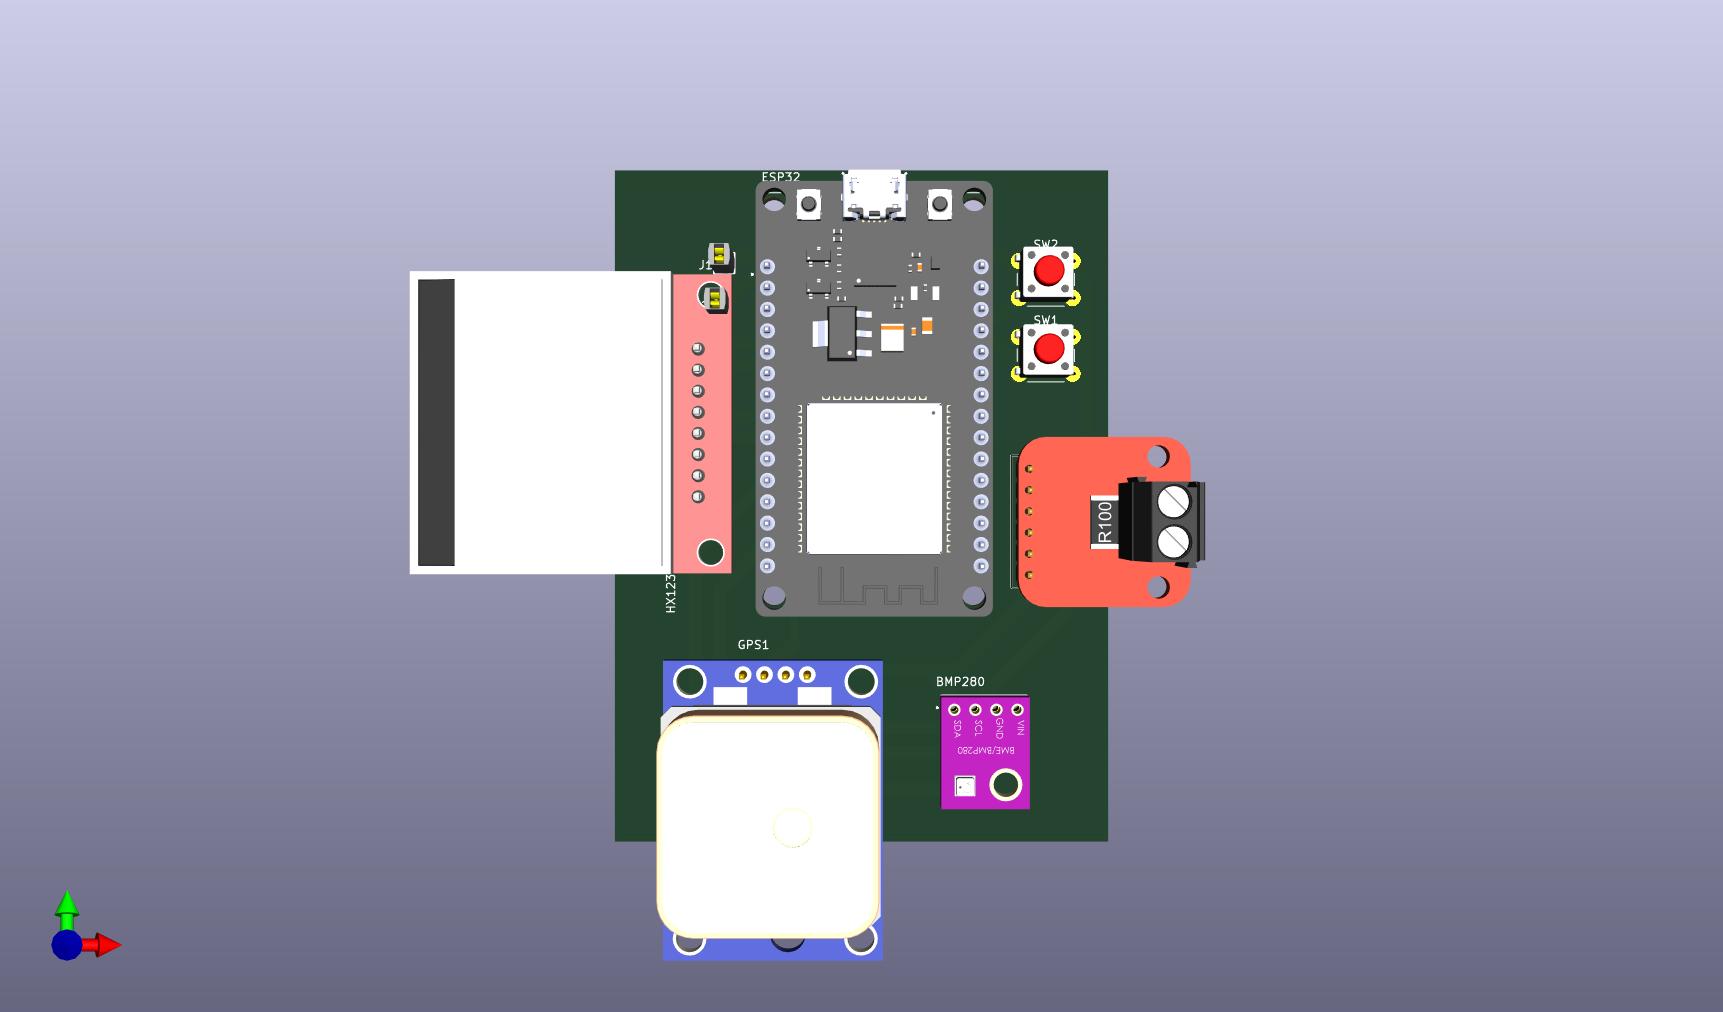 ESP32
SW2
J1
SW1
R100
HX123
GPS1
BMP280
SDA
SCL
GND
VIN
BME/BMP280